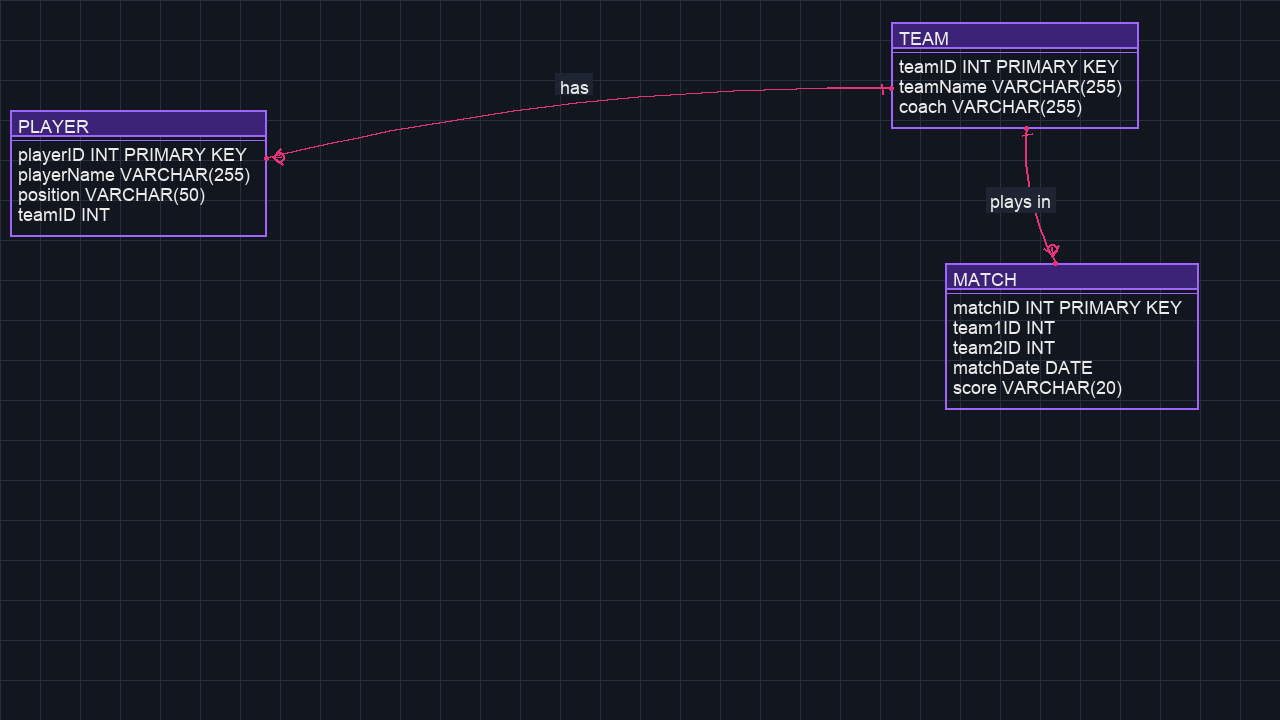 TEAM
teamID INT PRIMARY KEY
teamName VARCHAR(255)
coach VARCHAR(255)
has
PLAYER
playerID INT PRIMARY KEY
playerName VARCHAR(255)
position VARCHAR(50)
teamID INT
plays in
MATCH
matchID INT PRIMARY KEY
team1ID INT
team2ID INT
matchDate DATE
score VARCHAR(20)